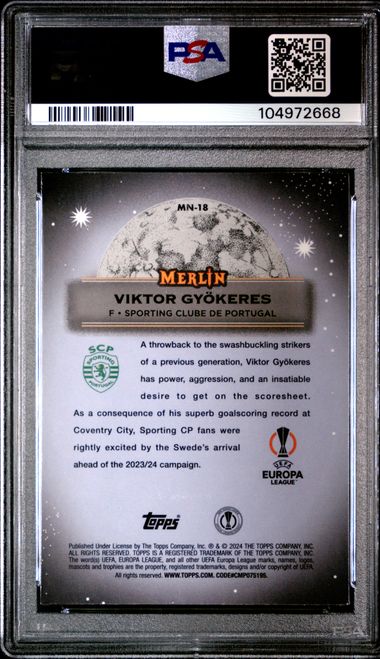 PSA
104972668
MN-18
MERLIN
VIKTOR GYÖKERES
F • SPORTING CLUBE DE PORTUGAL
SCP
SPORTING
PORTUGAL
A throwback to the swashbuckling strikers
of a previous generation, Viktor Gyökeres
has power, aggression, and an insatiable
desire to get on the scoresheet.
As a consequence of his superb goalscoring record at
Coventry City, Sporting CP fans were
rightly excited by the Swede's arrival
ahead of the 2023/24 campaign.
UEFA
EUROPA
LEAGUE™
Topps
Published Under License by The Topps Company, Inc. ® & © 2024 THE TOPPS COMPANY, INC.
ALL RIGHTS RESERVED. TOPPS IS A REGISTERED TRADEMARK OF THE TOPPS COMPANY, INC.
The word(s) UEFA, EUROPA LEAGUE, and all other UEFA Europa League marks, names, logos,
mascots and trophies are the property, registered trademarks, designs and/or copyright of UEFA.
All rights reserved. WWW.TOPPS.COM. CODE#CMP075195.
PSA